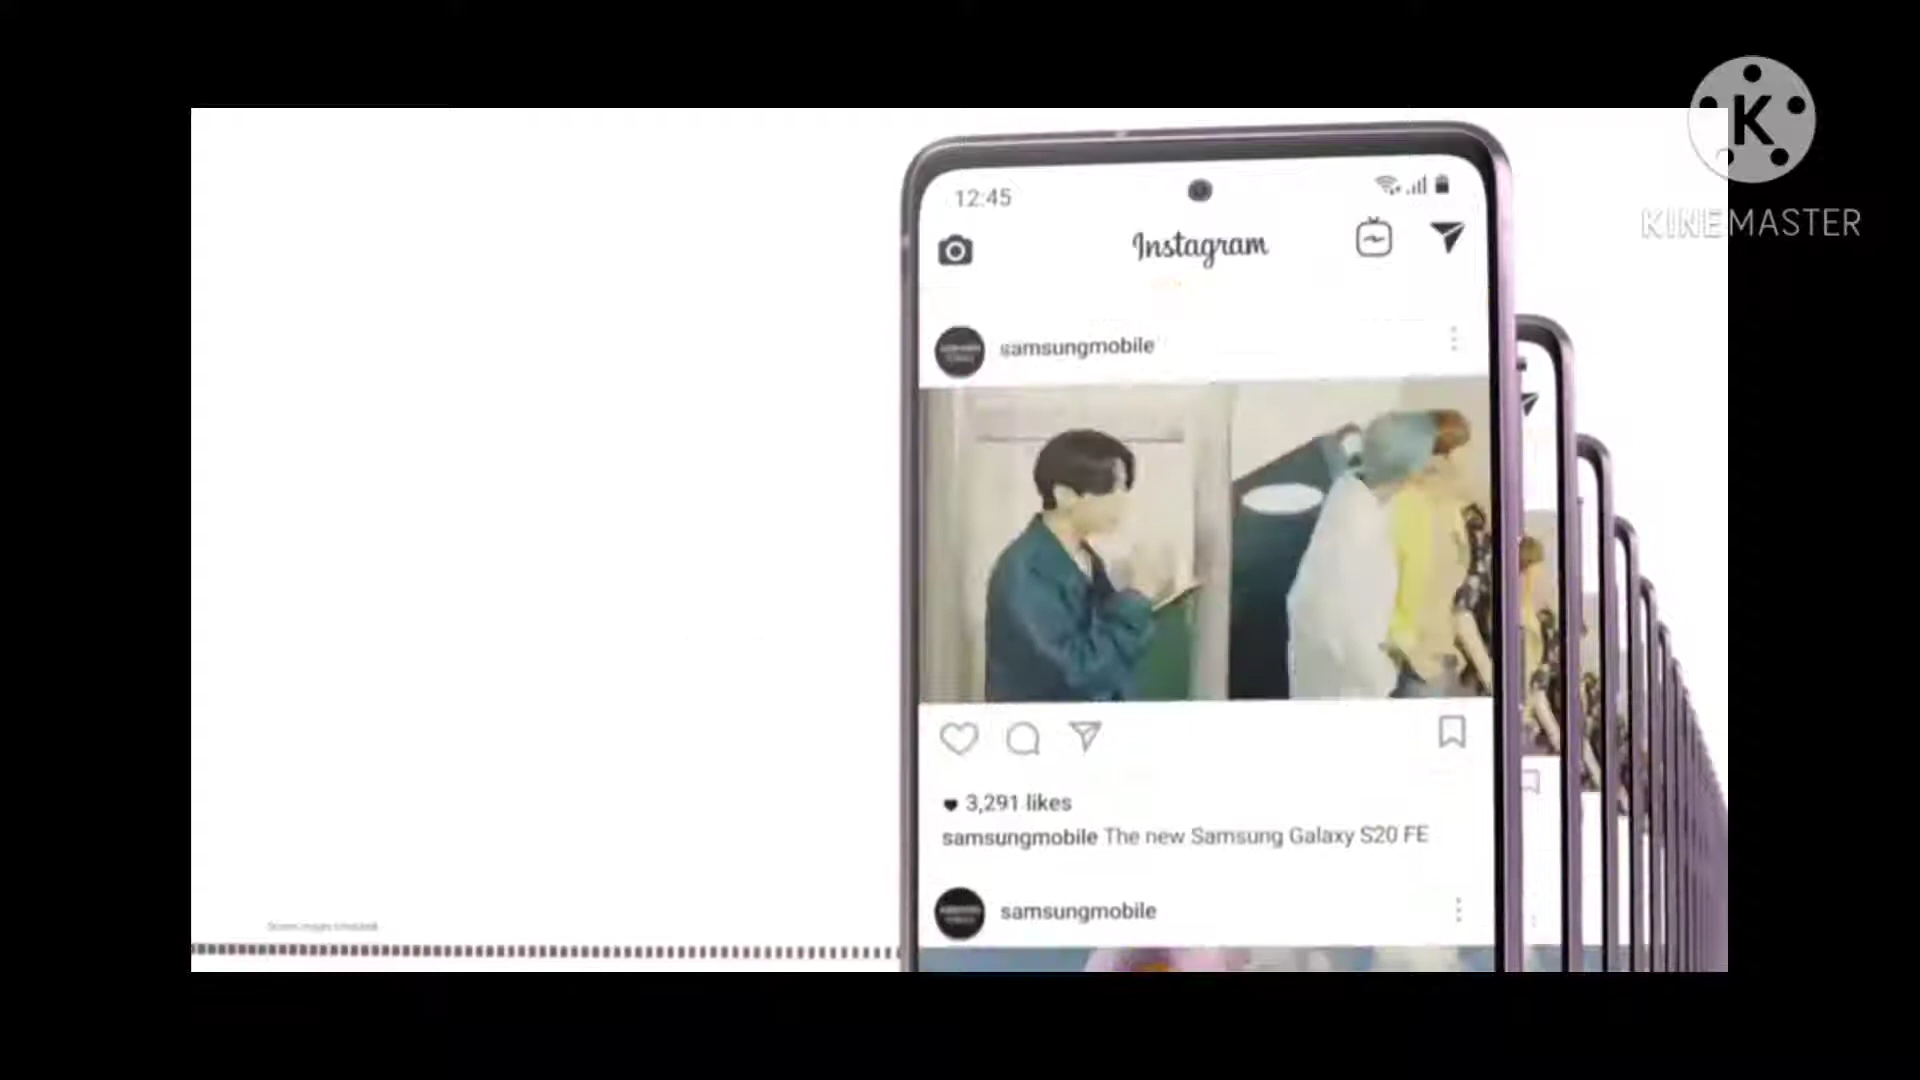 K
KINEMASTER
12:45
Instagram
samsungmobile
3,291 likes
samsungmobile The new Samsung Galaxy S20 FE
samsungmobile